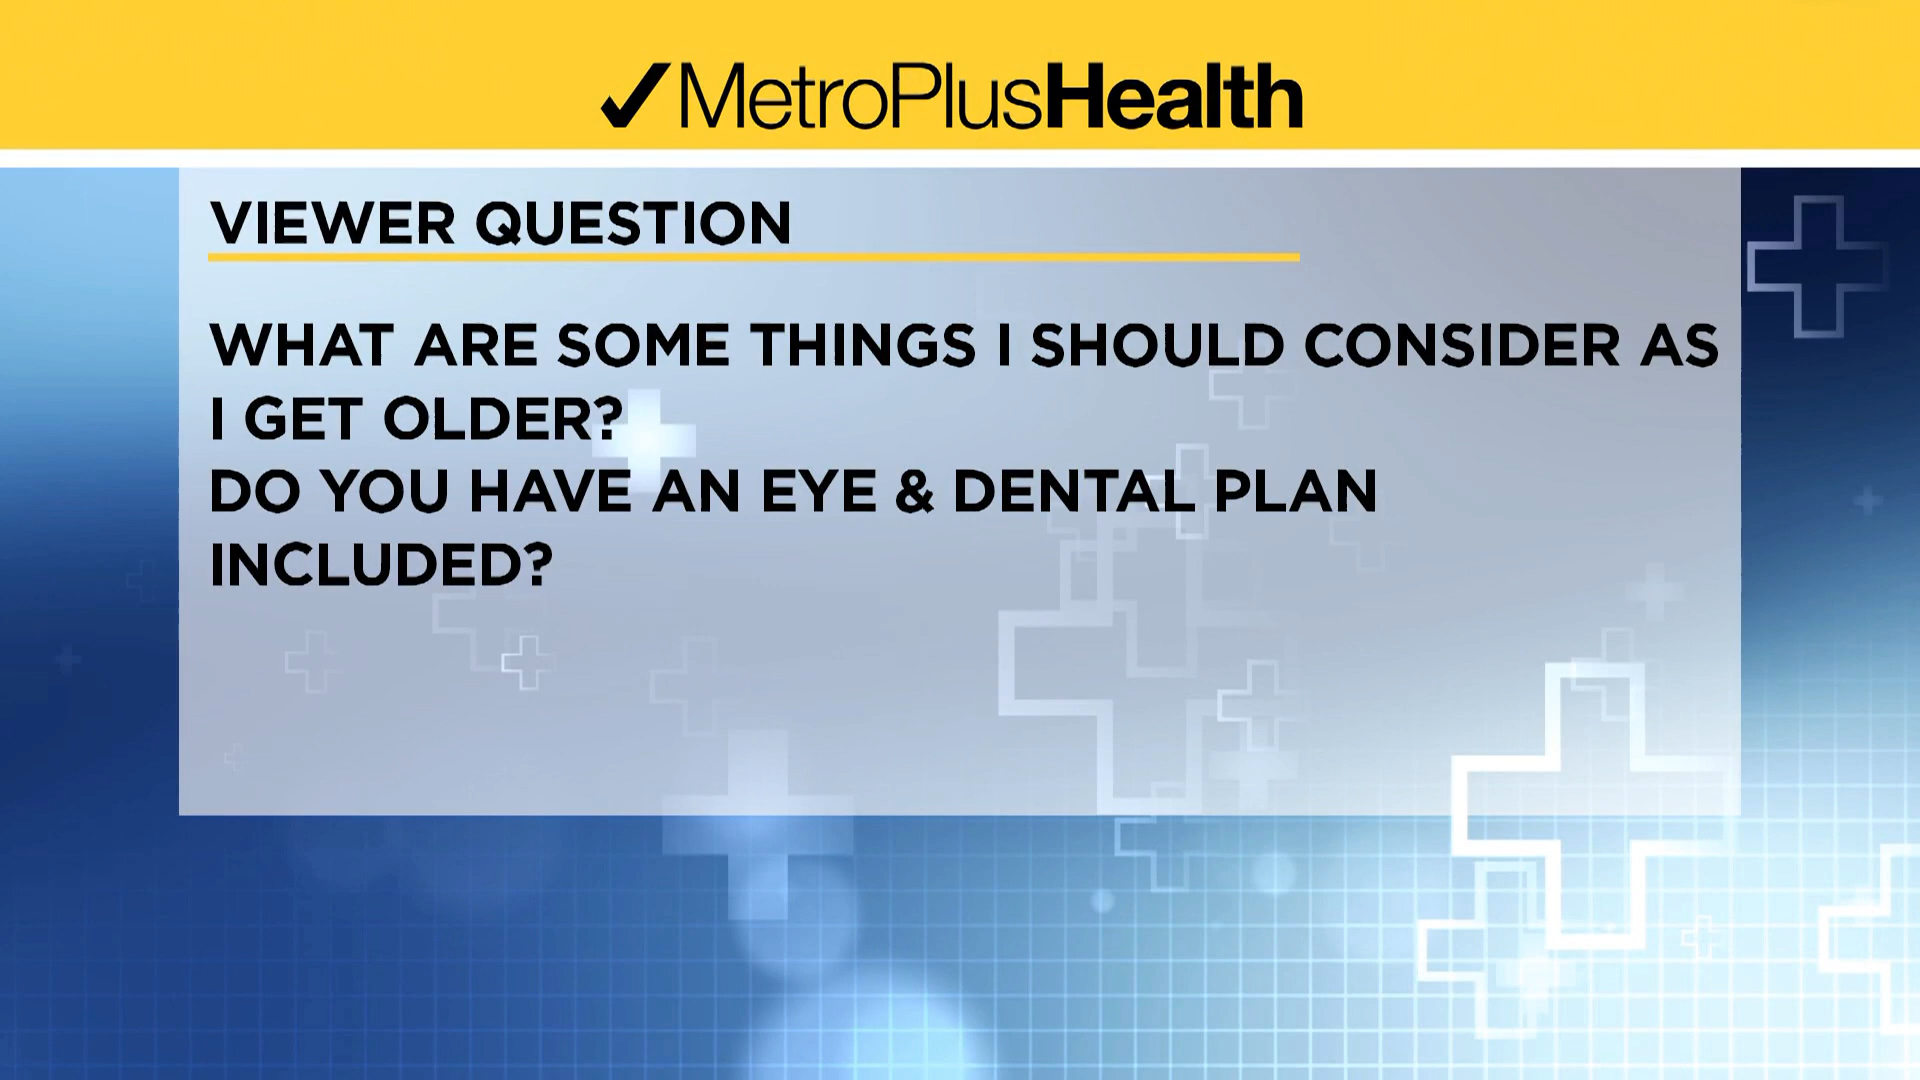 MetroPlusHealth
VIEWER QUESTION
WHAT ARE SOME THINGS I SHOULD CONSIDER AS
I GET OLDER?
DO YOU HAVE AN EYE & DENTAL PLAN
INCLUDED?